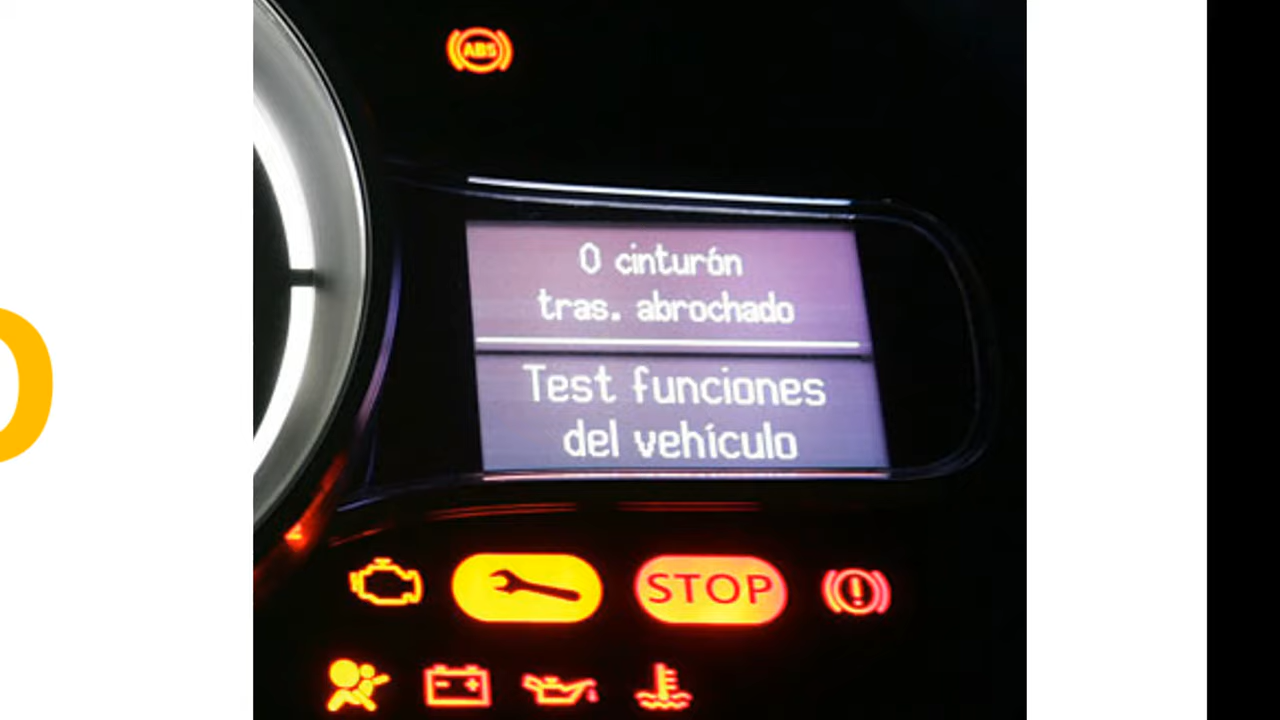 ABS
0 cinturón
tras. abrochado
Test funciones
del vehículo
STOP